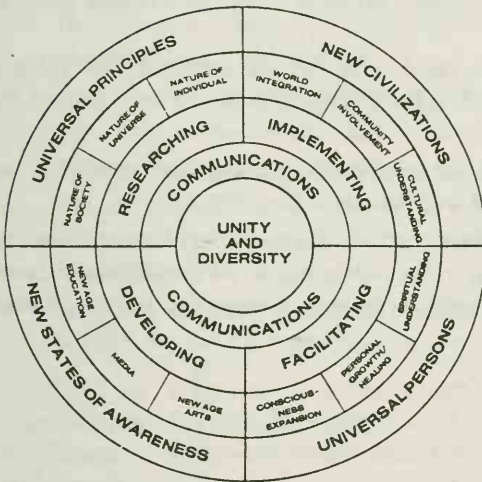 UNIVERSAL PRINCIPLES
NEW CIVILIZATIONS
NATURE OF
SOCIETY
NATURE OF
UNIVERSE
NATURE OF
INDIVIDUAL
WORLD
INTEGRATION
COMMUNITY
INVOLVEMENT
CULTURAL
UNDERSTANDING
RESEARCHING
IMPLEMENTING
COMMUNICATIONS
UNITY
AND
DIVERSITY
COMMUNICATIONS
DEVELOPING
FACILITATING
NEW AGE
EDUCATION
MEDIA
NEW AGE
ARTS
CONSCIOUS-
NESS
EXPANSION
PERSONAL
GROWTH/
HEALING
SPIRITUAL
UNDERSTANDING
NEW STATES OF AWARENESS
UNIVERSAL PERSONS